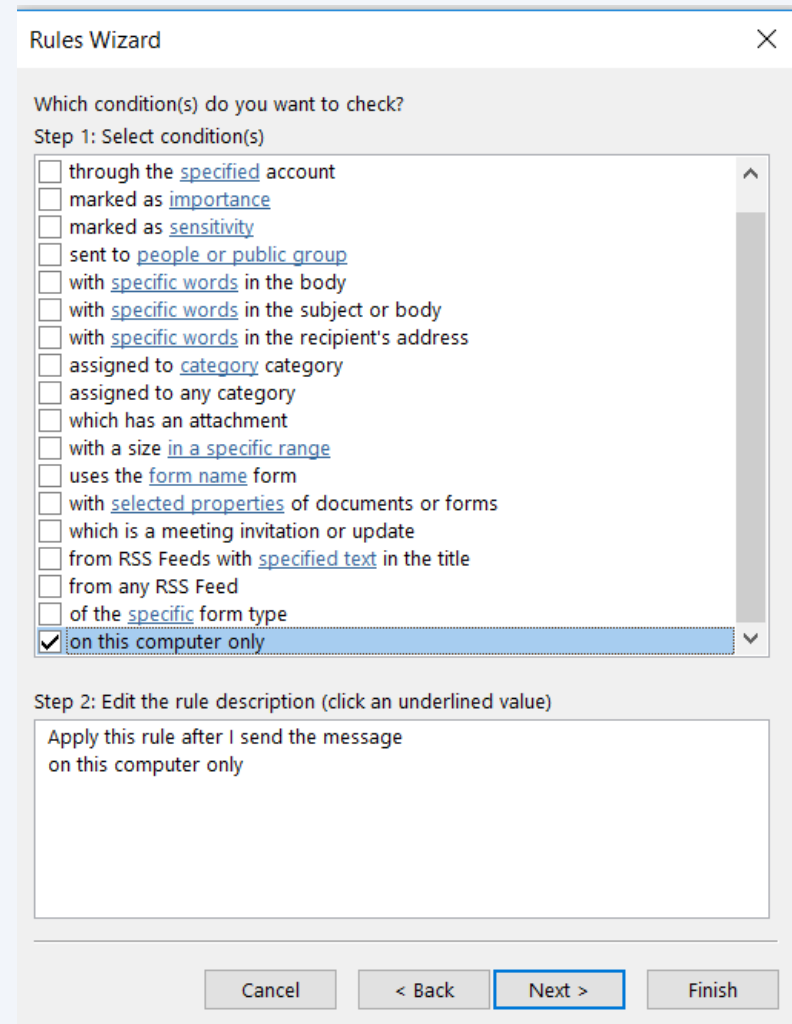 Rules Wizard
Which condition(s) do you want to check?
Step 1: Select condition(s)
through the specified account
marked as importance
marked as sensitivity
sent to people or public group
with specific words in the body
with specific words in the subject or body
with specific words in the recipient's address
assigned to category category
assigned to any category
which has an attachment
with a size in a specific range
uses the form name form
with selected properties of documents or forms
which is a meeting invitation or update
from RSS Feeds with specified text in the title
from any RSS Feed
of the specific form type
on this computer only
Step 2: Edit the rule description (click an underlined value)
Apply this rule after I send the message
on this computer only
Cancel < Back Next > Finish